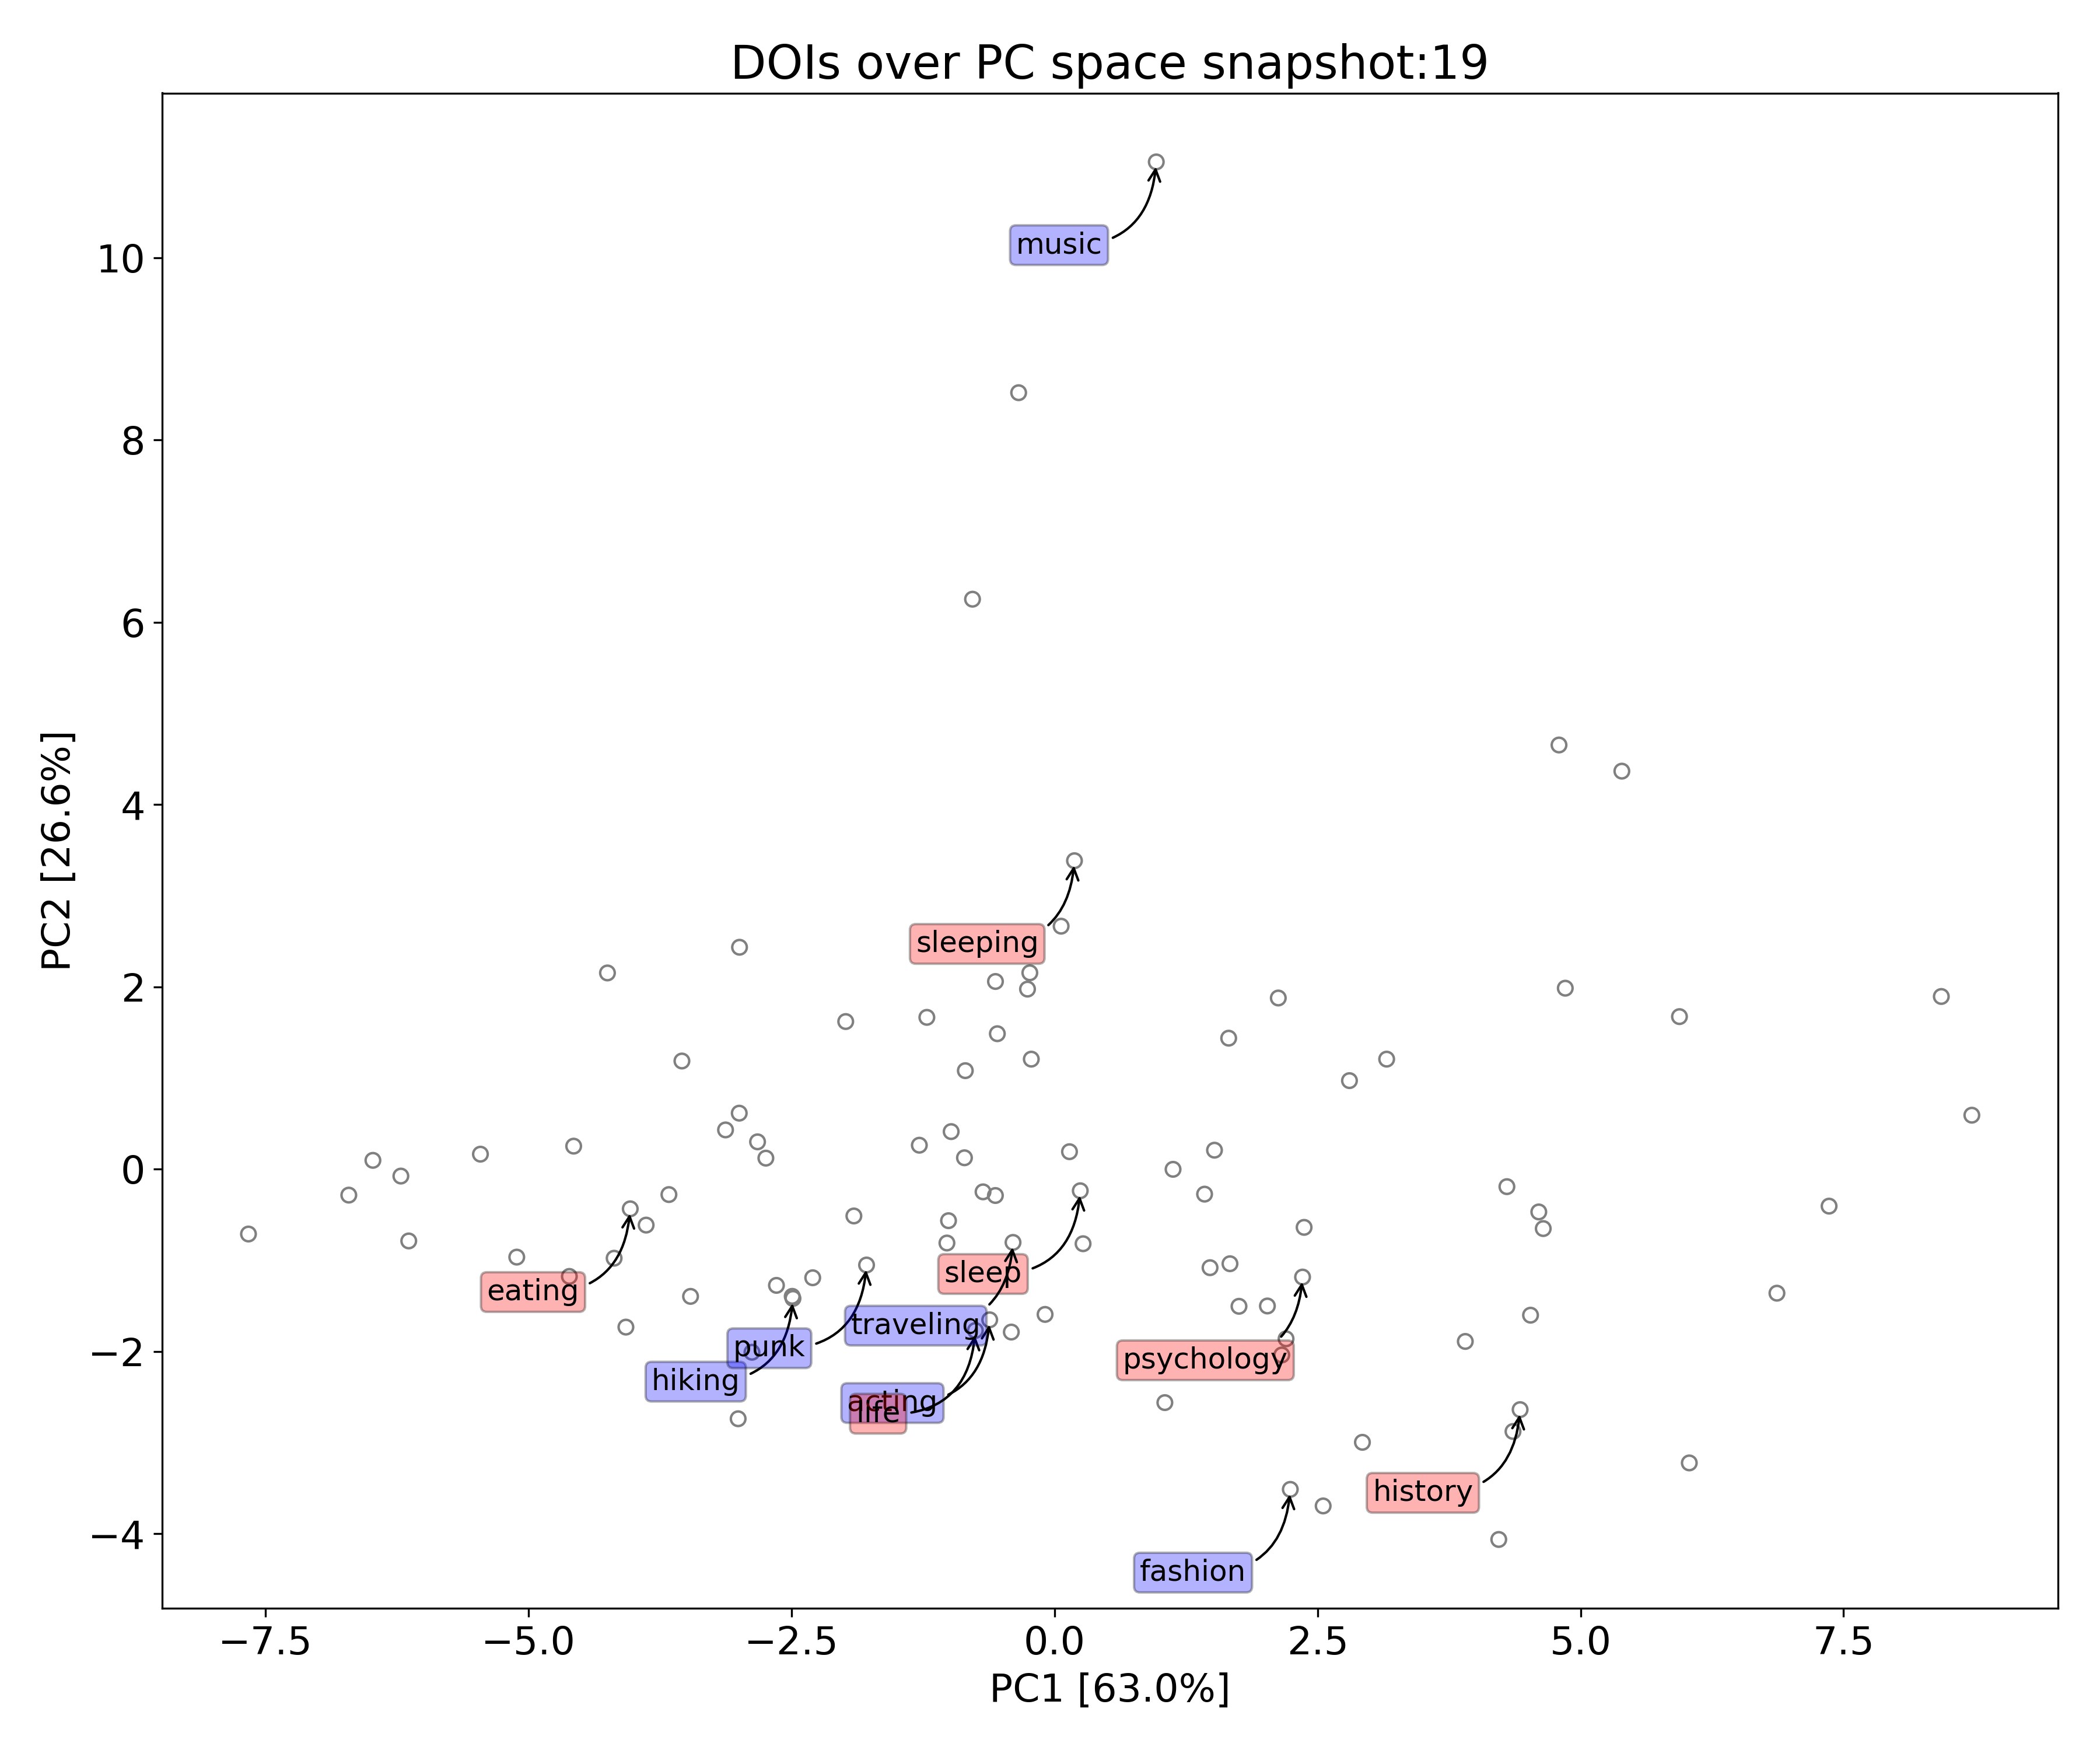 DOIs over PC space snapshot:19
music
10
8
6
4
sleeping
2
0
sleep
eating
traveling
punk
−2
psychology
hiking
acting
life
history
−4
fashion
−7.5
−5.0
−2.5
0.0
2.5
5.0
7.5
PC1 [63.0%]
PC2 [26.6%]